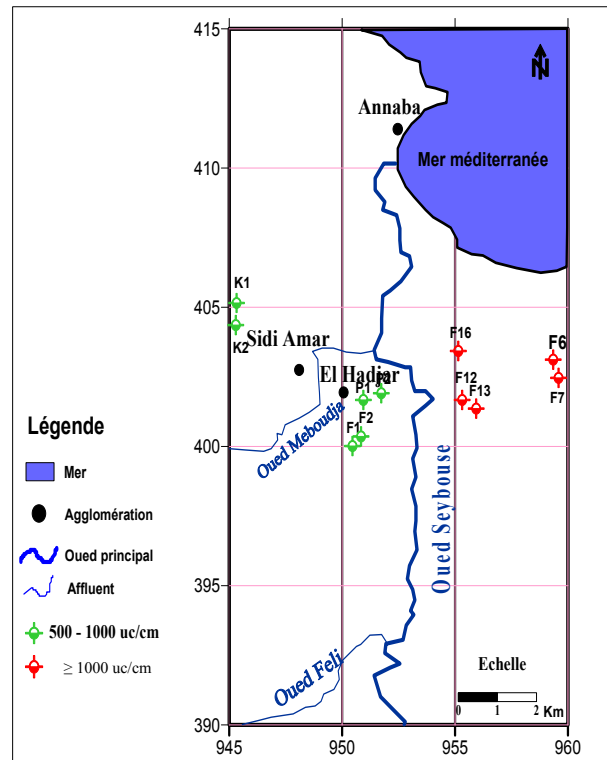 415
N
Annaba
Mer méditerranée
410
K1
405
K2
Sidi Amar
F16
F6
El Hadjar
P1
F12
F13
F7
F2
F1
400
Oued Meboudja
Oued Seybouse
Légende
Mer
Agglomération
Oued principal
Affluent
500 - 1000 uc/cm
≥ 1000 uc/cm
395
Oued Feli
Echelle
0 1 2
Km
390
945 950 955 960